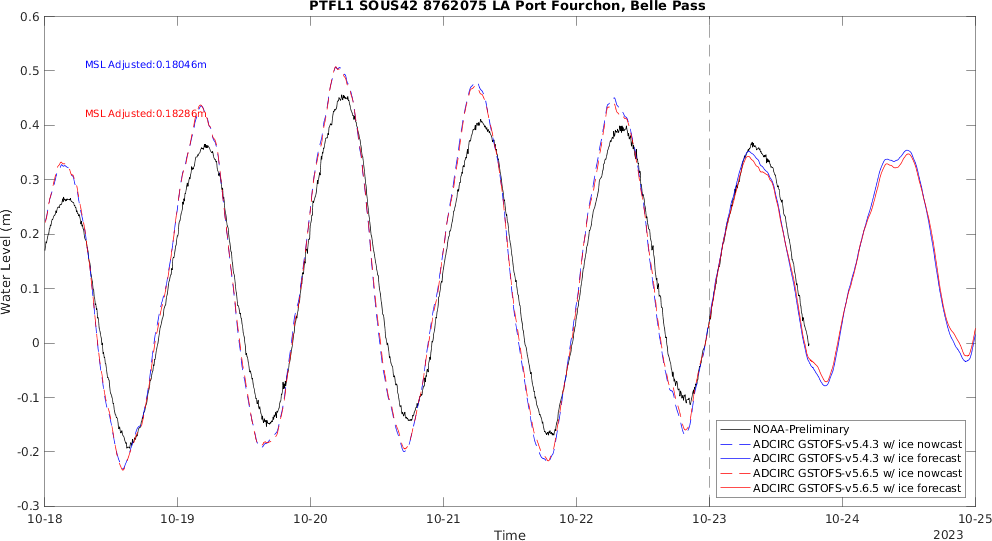 PTFL1 SOUS42 8762075 LA Port Fourchon, Belle Pass
0.6
0.5
0.4
0.3
0.2
0.1
0
-0.1
-0.2
-0.3
Water Level (m)
MSL Adjusted:0.18046m
MSL Adjusted:0.18286m
NOAA-Preliminary
ADCIRC GSTOFS-v5.4.3 w/ ice nowcast
ADCIRC GSTOFS-v5.4.3 w/ ice forecast
ADCIRC GSTOFS-v5.6.5 w/ ice nowcast
ADCIRC GSTOFS-v5.6.5 w/ ice forecast
10-18
10-19
10-20
10-21
10-22
10-23
10-24
10-25
Time
2023